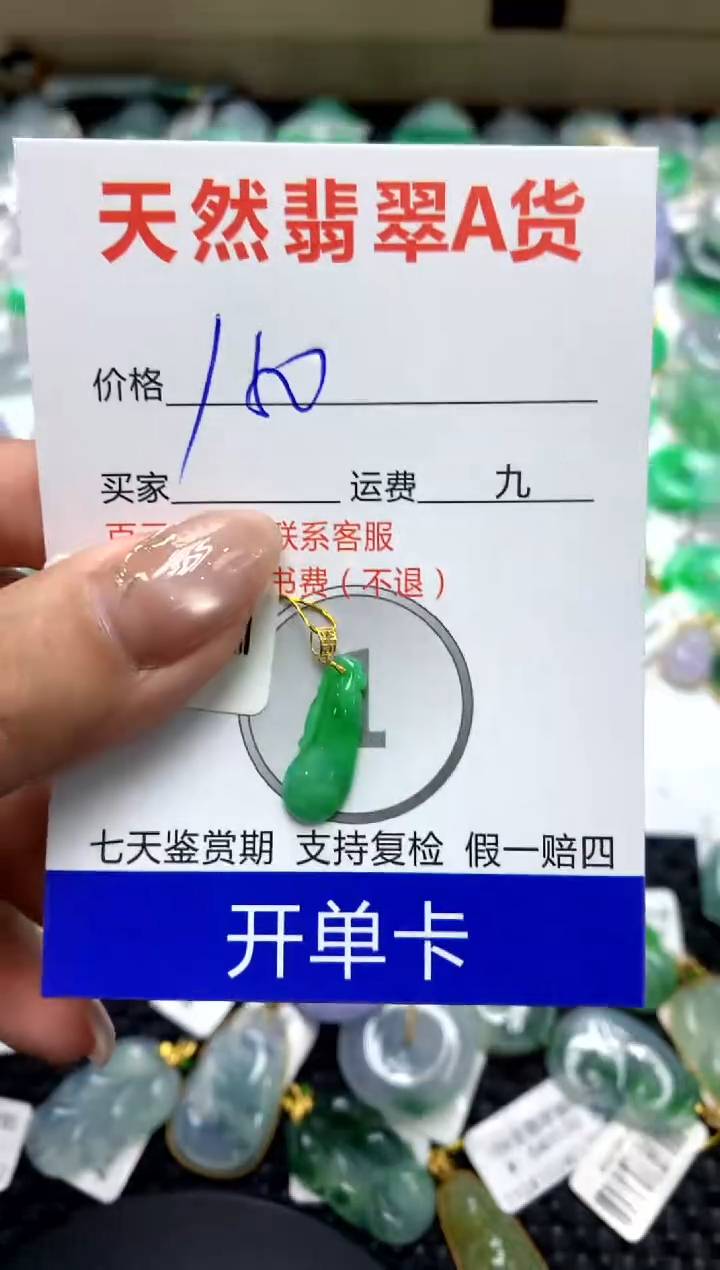 天然翡翠A货
价格 160
买家 运费 九
联系客服
书费（不退）
1
七天鉴赏期 支持复检 假一赔四
开单卡